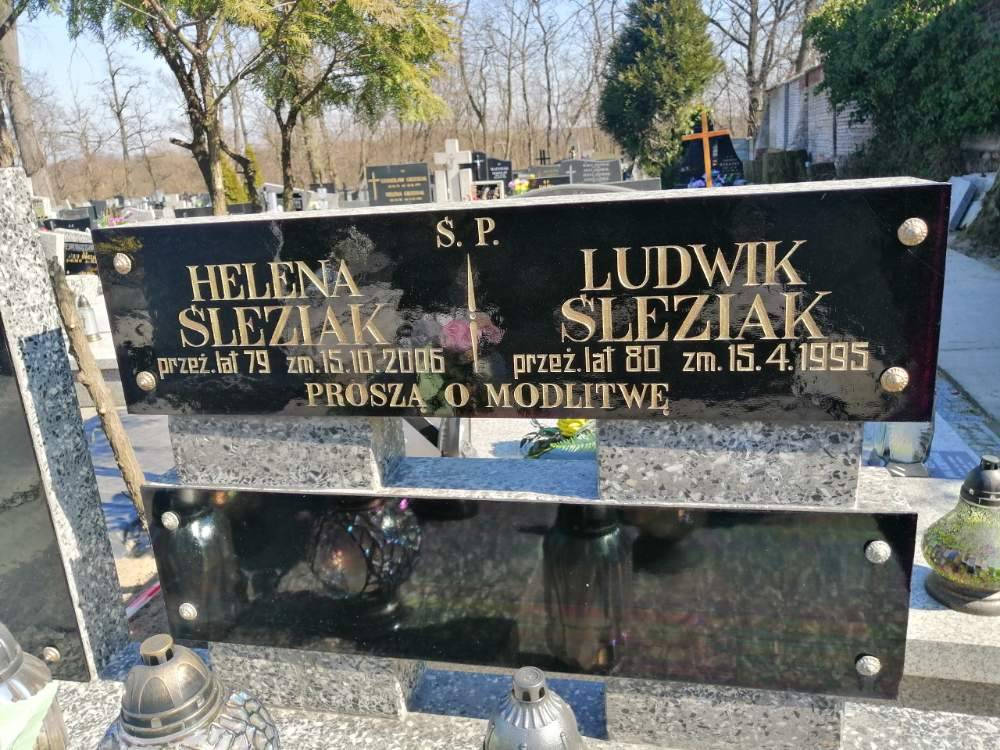 Ś. P.
HELENA
ŚLEZIAK
przeż. lat 79 zm. 15.10.2006
LUDWIK
ŚLEZIAK
przeż. lat 80 zm. 15.4.1995
PROSZĄ O MODLITWĘ